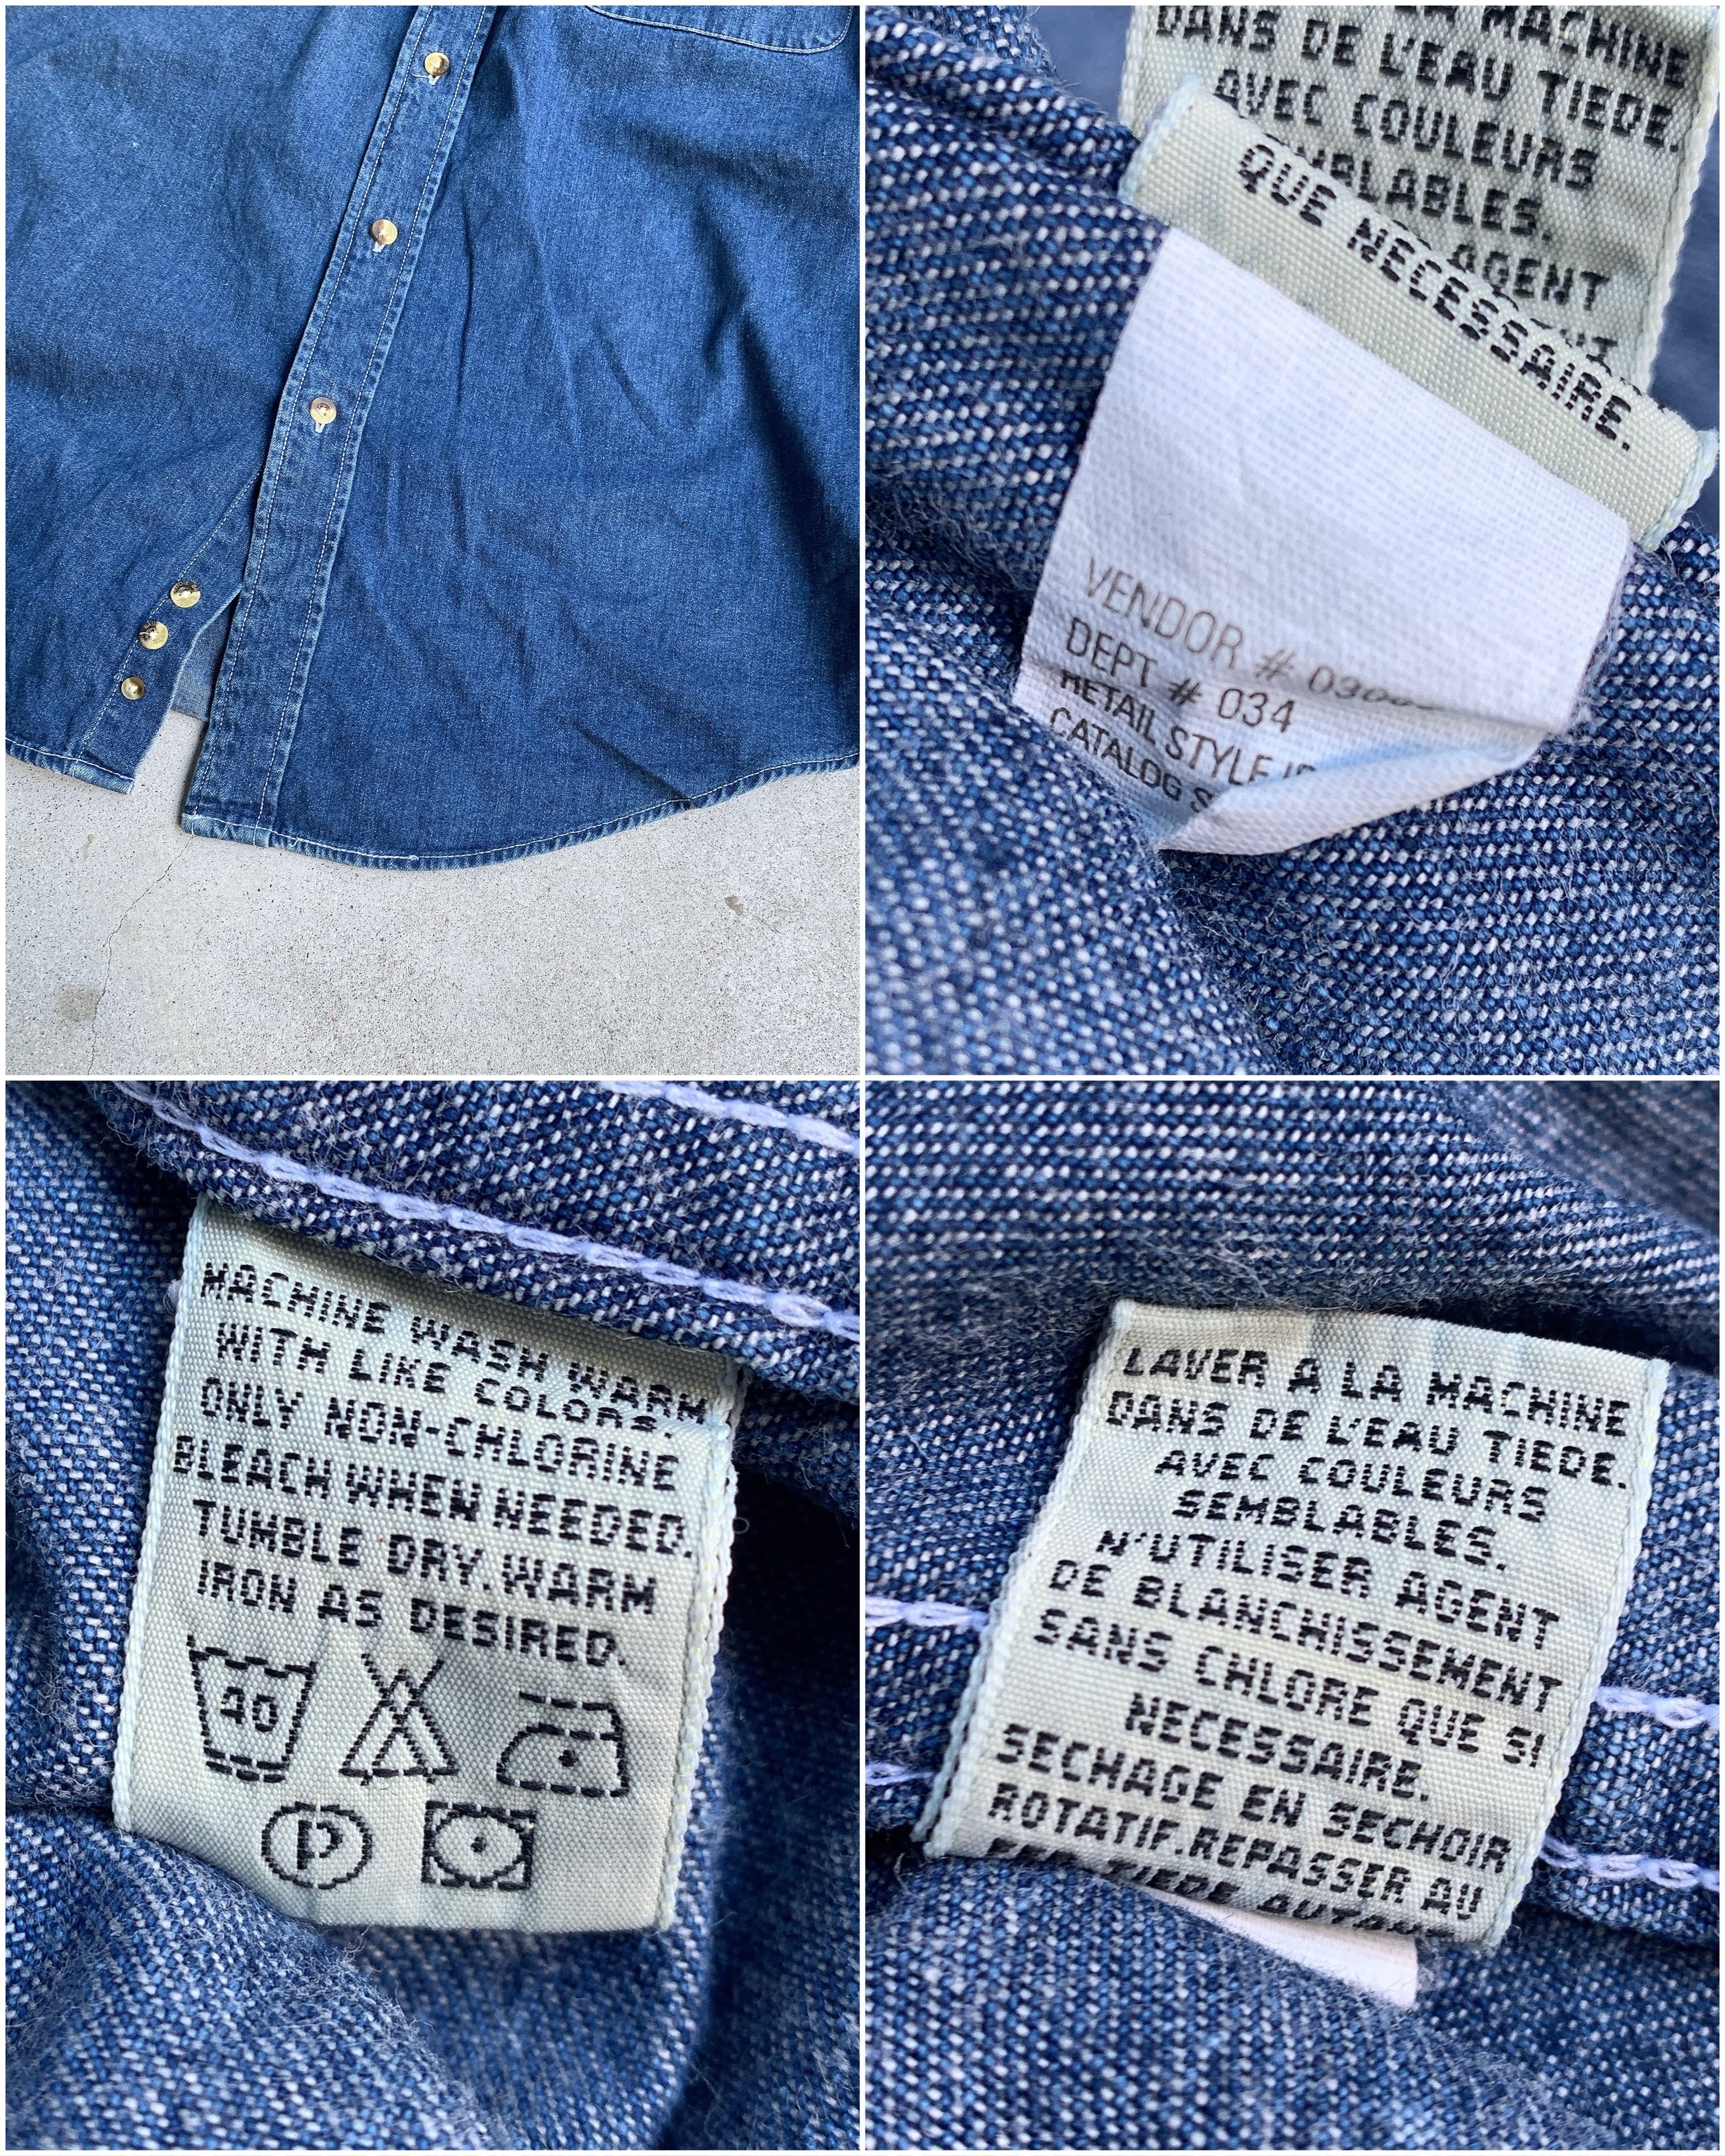 MACHINE
DANS DE L'EAU TIEDE.
AVEC COULEURS
AGENT
QUE NECESSAIRE.
VENDOR #
DEPT # 034
RETAIL STYLE
CATALOG
MACHINE WASH WARM
WITH LIKE COLORS.
ONLY NON-CHLORINE
BLEACH WHEN NEEDED.
TUMBLE DRY. WARM
IRON AS DESIRED.
40
P
LAVER A LA MACHINE
DANS DE L'EAU TIEDE.
AVEC COULEURS
SEMBLABLES.
N'UTILISER AGENT
DE BLANCHISSEMENT
SANS CHLORE QUE SI
NECESSAIRE.
SECHAGE EN SECHOIR
ROTATIF. REPASSER AU